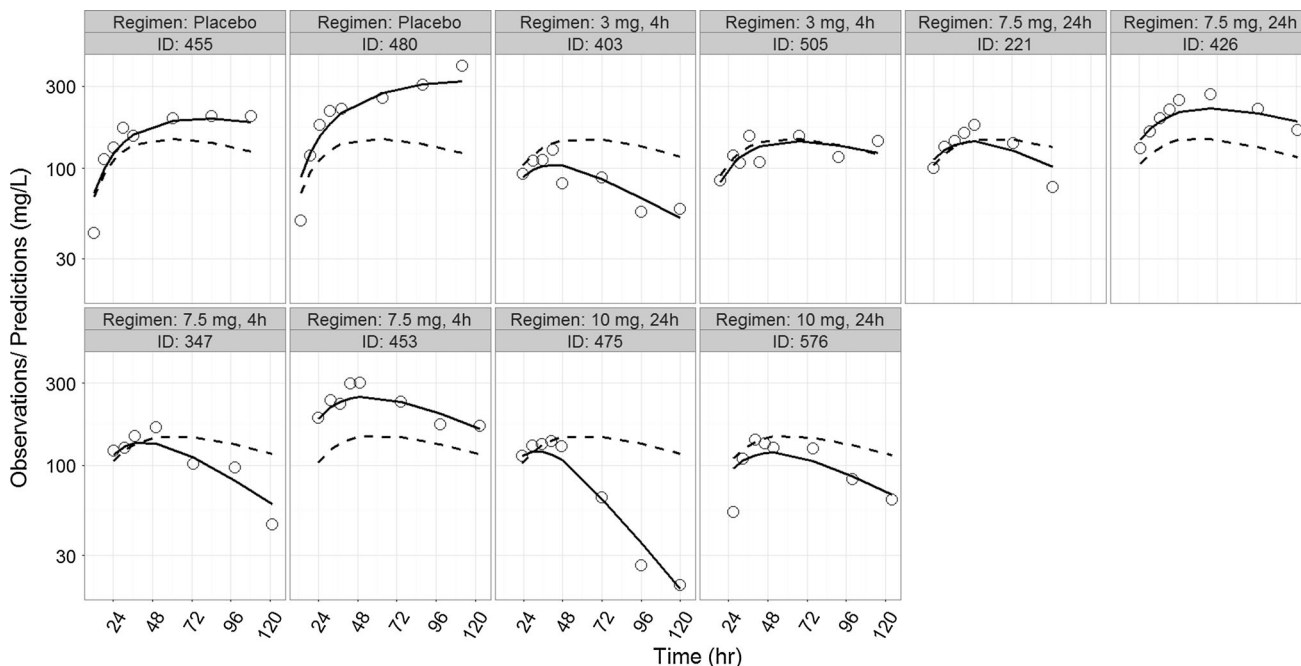 Regimen: Placebo Regimen: Placebo Regimen: 3 mg, 4h Regimen: 3 mg, 4h Regimen: 7.5 mg, 24h Regimen: 7.5 mg, 24h
ID: 455 ID: 480 ID: 403 ID: 505 ID: 221 ID: 426
300
100
30
Observations/ Predictions (mg/L)
Regimen: 7.5 mg, 4h Regimen: 7.5 mg, 4h Regimen: 10 mg, 24h Regimen: 10 mg, 24h
ID: 347 ID: 453 ID: 475 ID: 576
300
100
30
24 48 72 96 120 24 48 72 96 120 24 48 72 96 120 24 48 72 96 120
Time (hr)